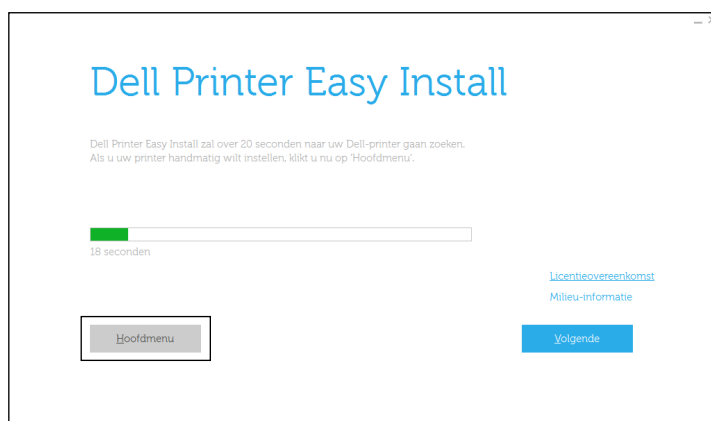 Dell Printer Easy Install
Dell Printer Easy Install zal over 20 seconden naar uw Dell-printer gaan zoeken.
Als u uw printer handmatig wilt instellen, klikt u nu op 'Hoofdmenu'.
18 seconden
Licentieovereenkomst
Milieu-informatie
Hoofdmenu
Volgende